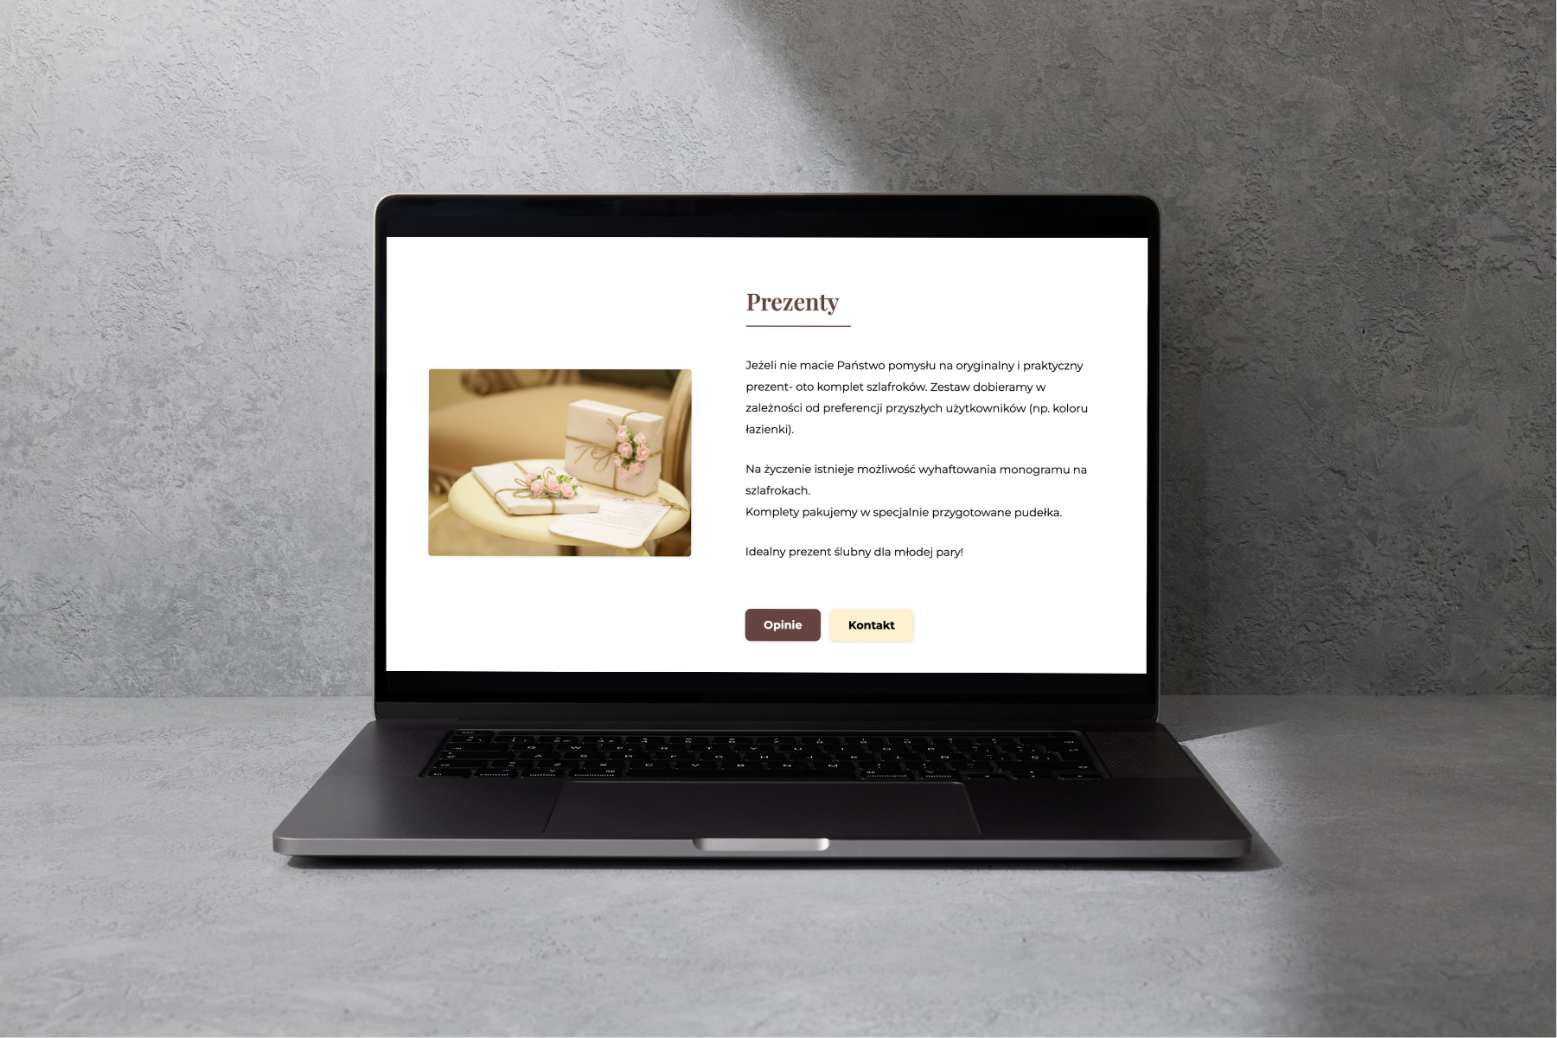 Prezenty
Jeżeli nie macie Państwo pomysłu na oryginalny i praktyczny
prezent- oto komplet szlafroków. Zestaw dobieramy w
zależności od preferencji przyszłych użytkowników (np. koloru
łazienki).
Na życzenie istnieje możliwość wyhaftowania monogramu na
szlafrokach.
Komplety pakujemy w specjalnie przygotowane pudełka.
Idealny prezent ślubny dla młodej pary!
Opinie Kontakt